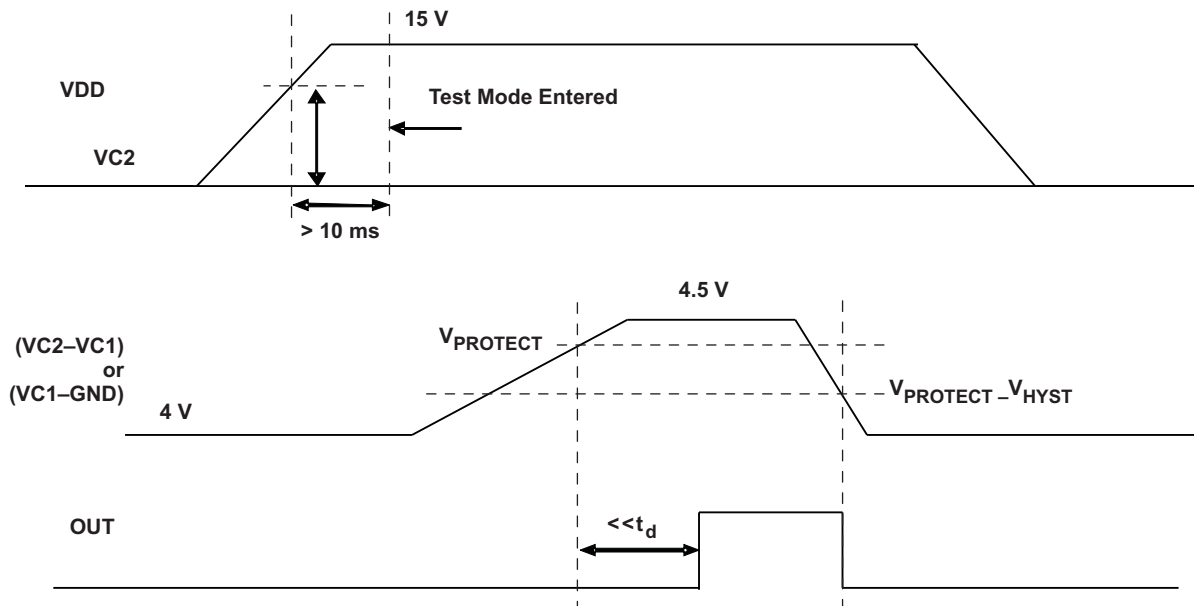 15 V
VDD
Test Mode Entered
VC2
> 10 ms
4.5 V
VPROTECT
(VC2–VC1)
or
(VC1–GND)
VPROTECT – VHYST
4 V
OUT
<<td